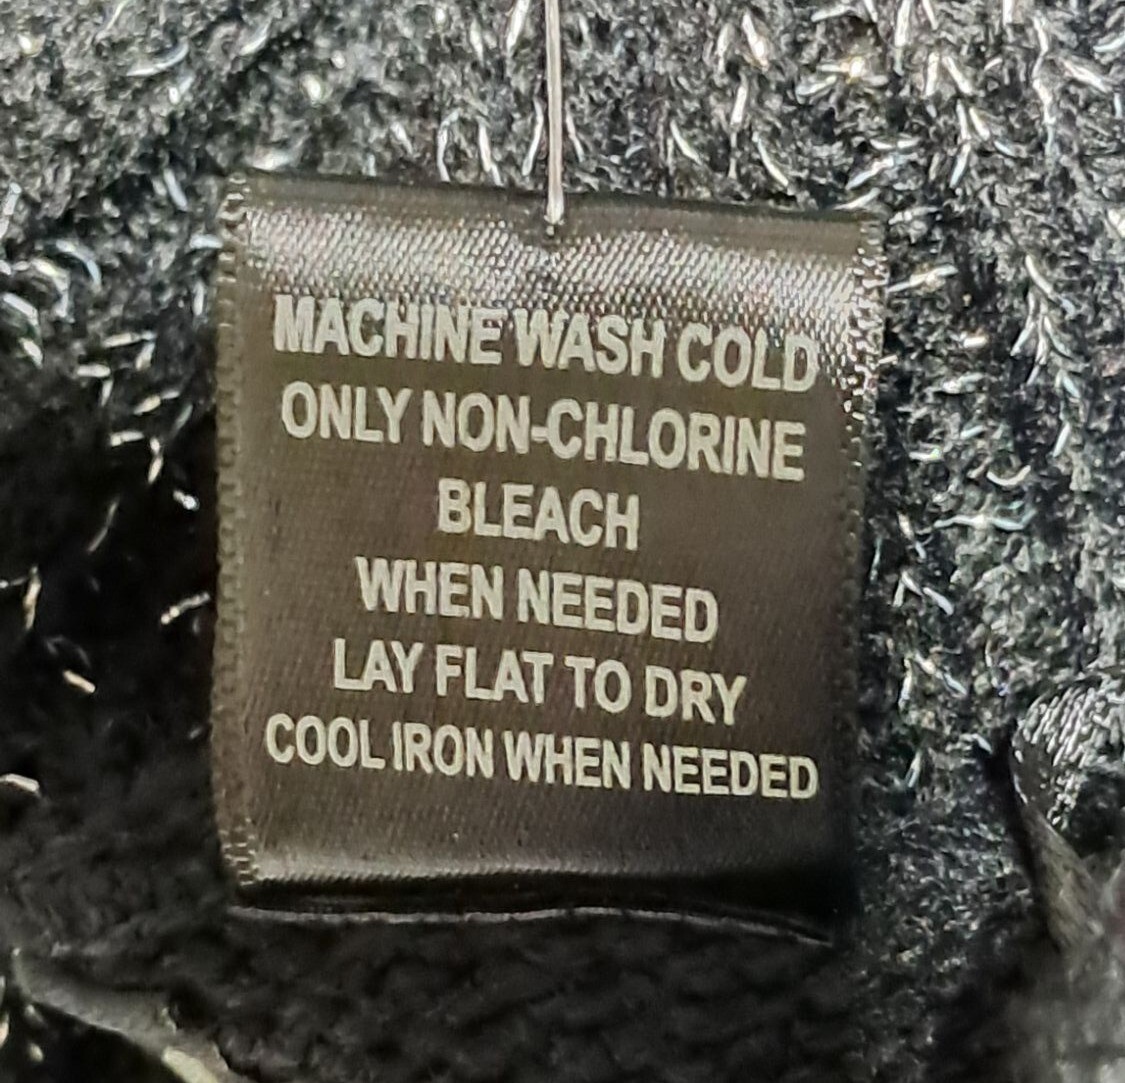 MACHINE WASH COLD
ONLY NON-CHLORINE
BLEACH
WHEN NEEDED
LAY FLAT TO DRY
COOL IRON WHEN NEEDED